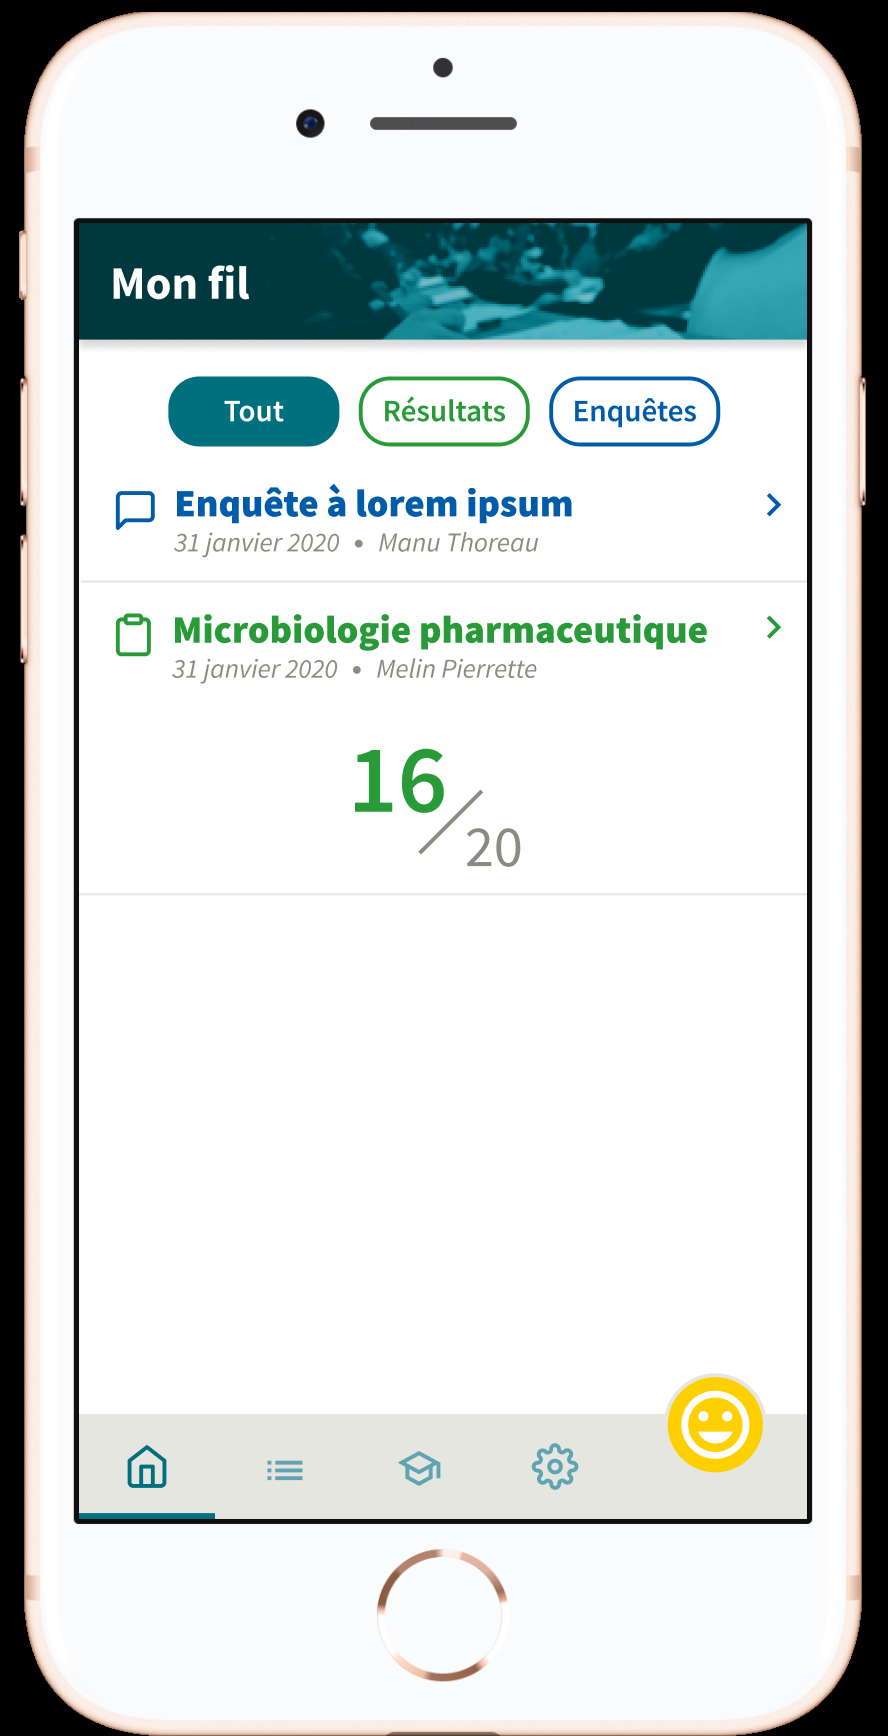 Mon fil
Tout
Résultats
Enquêtes
Enquête à lorem ipsum
31 janvier 2020 • Manu Thoreau
Microbiologie pharmaceutique
31 janvier 2020 • Melin Pierrette
16/20